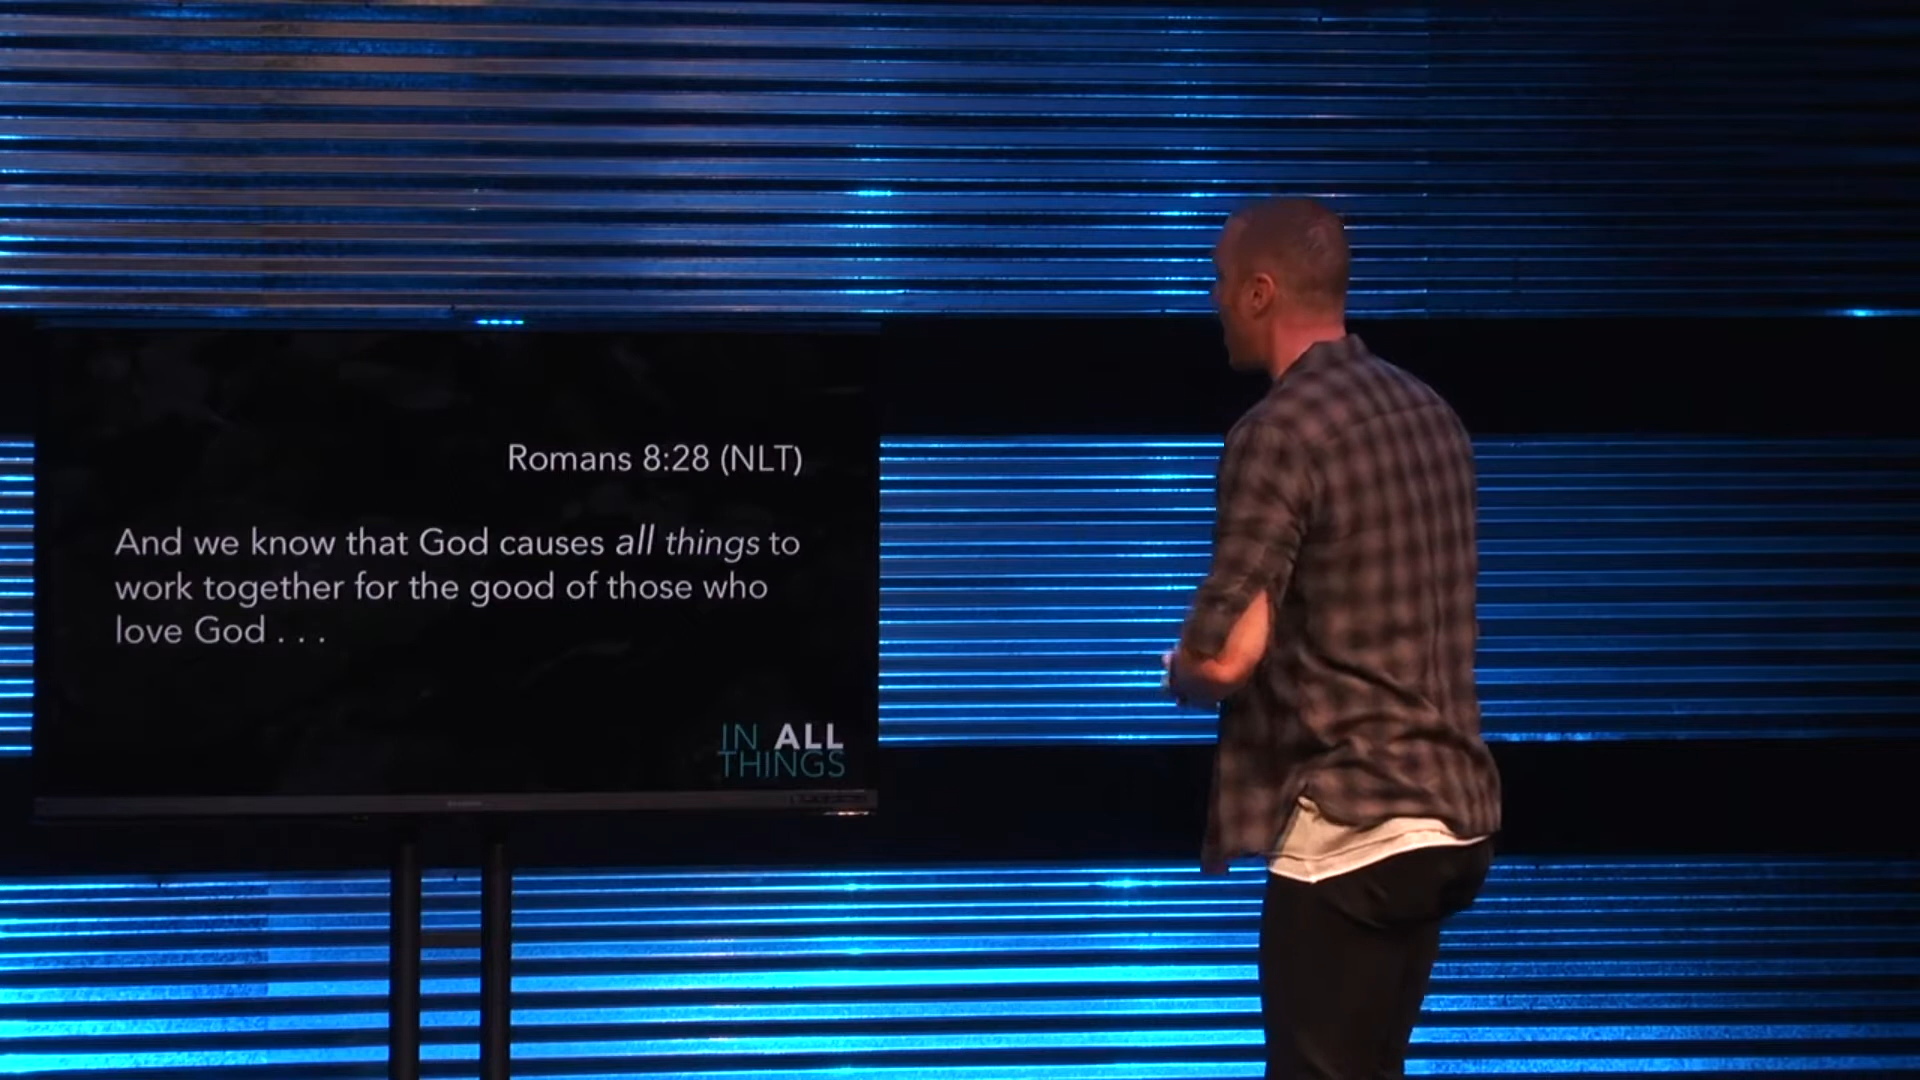 Romans 8:28 (NLT)
And we know that God causes all things to
work together for the good of those who
love God . . .
IN ALL
THINGS